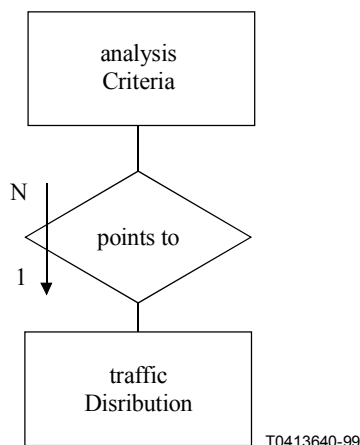 analysis
Criteria
N
points to
1
traffic
Disribution
T0413640-99